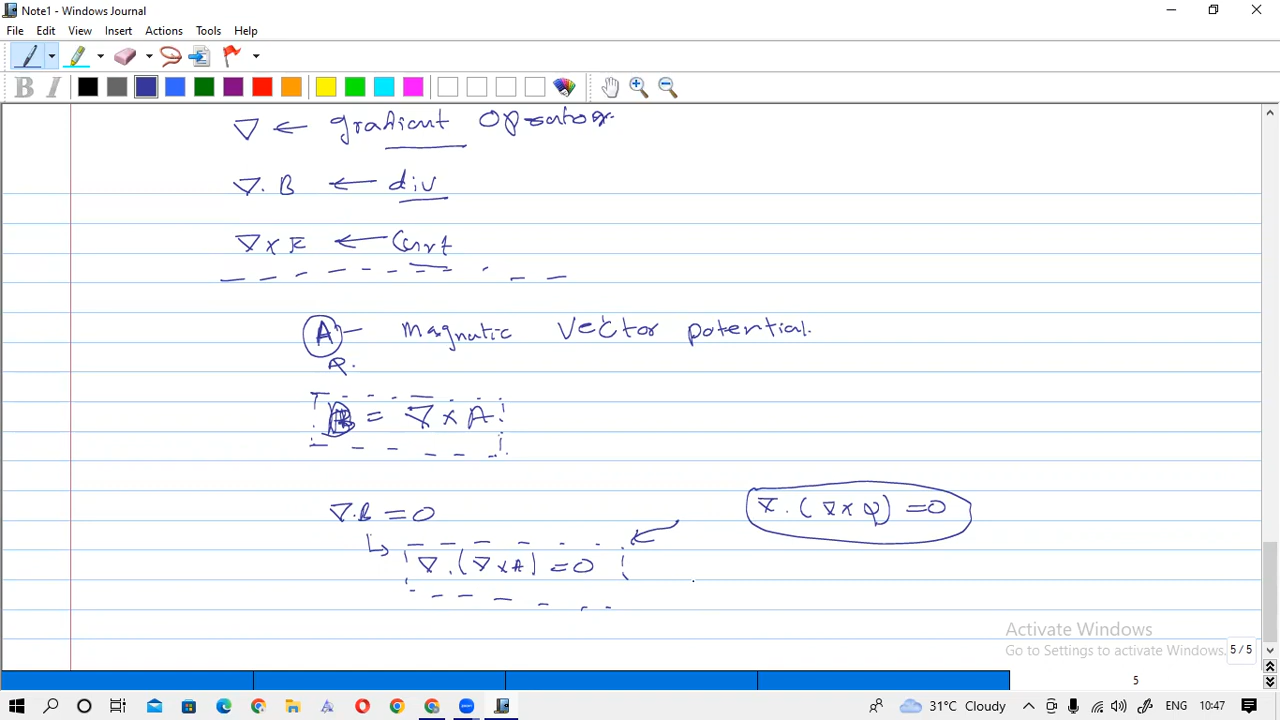 Note1 - Windows Journal
File Edit View Insert Actions Tools Help
B I
∇ ← gradient Operator
∇. B ← div
∇ × E ← Curl
A - Magnatic Vector potential.
= ∇ × A
∇.B = 0
∇. ( ∇ × Q ) = 0
↳ ∇ . ( ∇ × A ) = 0
Activate Windows
Go to Settings to activate Windows.
5 / 5
5
31°C Cloudy
ENG 10:47